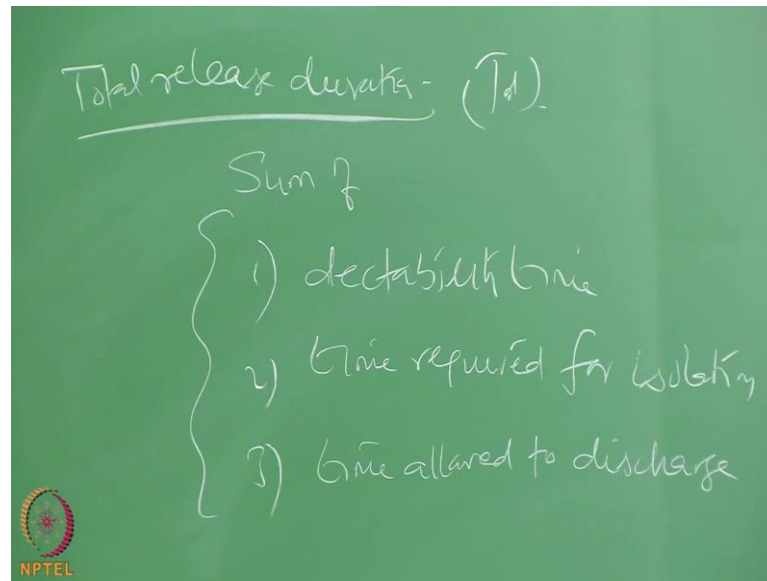 Total release duration - (Td).
Sum of
1) dectability time
2) time required for isolation
3) time allowed to discharge
NPTEL